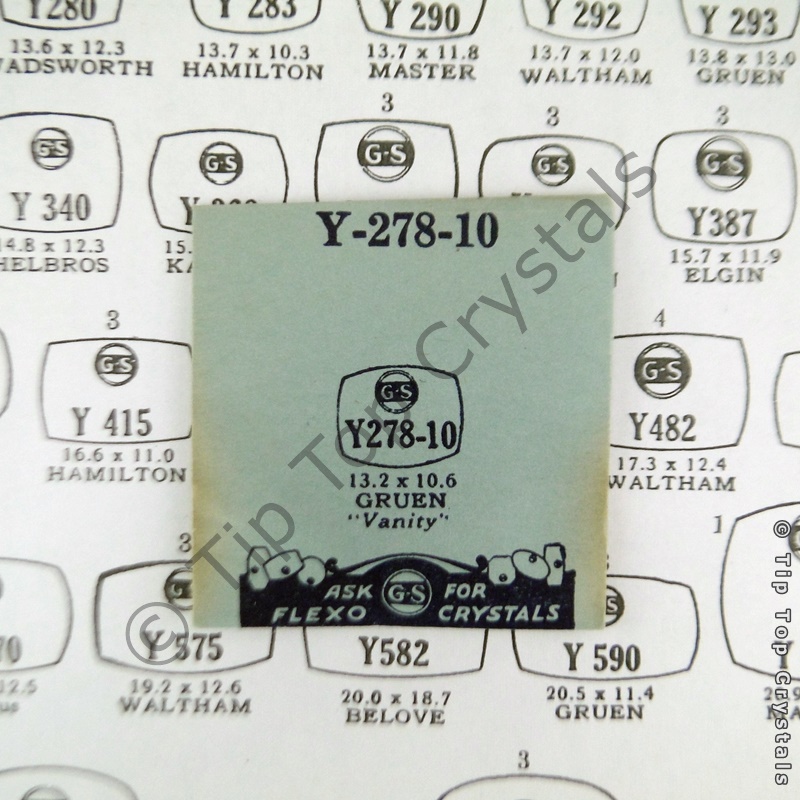 Y280
Y 283
Y 290
Y 292
Y 293
13.6 x 12.3
13.7 x 10.3
13.7 x 11.8
13.7 x 12.0
13.8 x 13.0
WADSWORTH
HAMILTON
MASTER
WALTHAM
GRUEN
3
3
3
G-S
G-S
G-S
G-S
G-S
Y 340
Y387
14.8 x 12.3
15.
15.7 x 11.9
HELBROS
ELGIN
Y-278-10
3
4
G-S
G-S
Y 415
Y482
16.6 x 11.0
17.3 x 12.4
HAMILTON
WALTHAM
G-S
Y278-10
13.2 x 10.6
GRUEN
"Vanity"
ASK G-S FOR
FLEXO CRYSTALS
3
1
Y 575
Y582
Y 590
12.5
19.2 x 12.6
20.0 x 18.7
20.5 x 11.4
WALTHAM
BELOVE
GRUEN
3
© Tip Top Crystals
© Tip Top Crystals